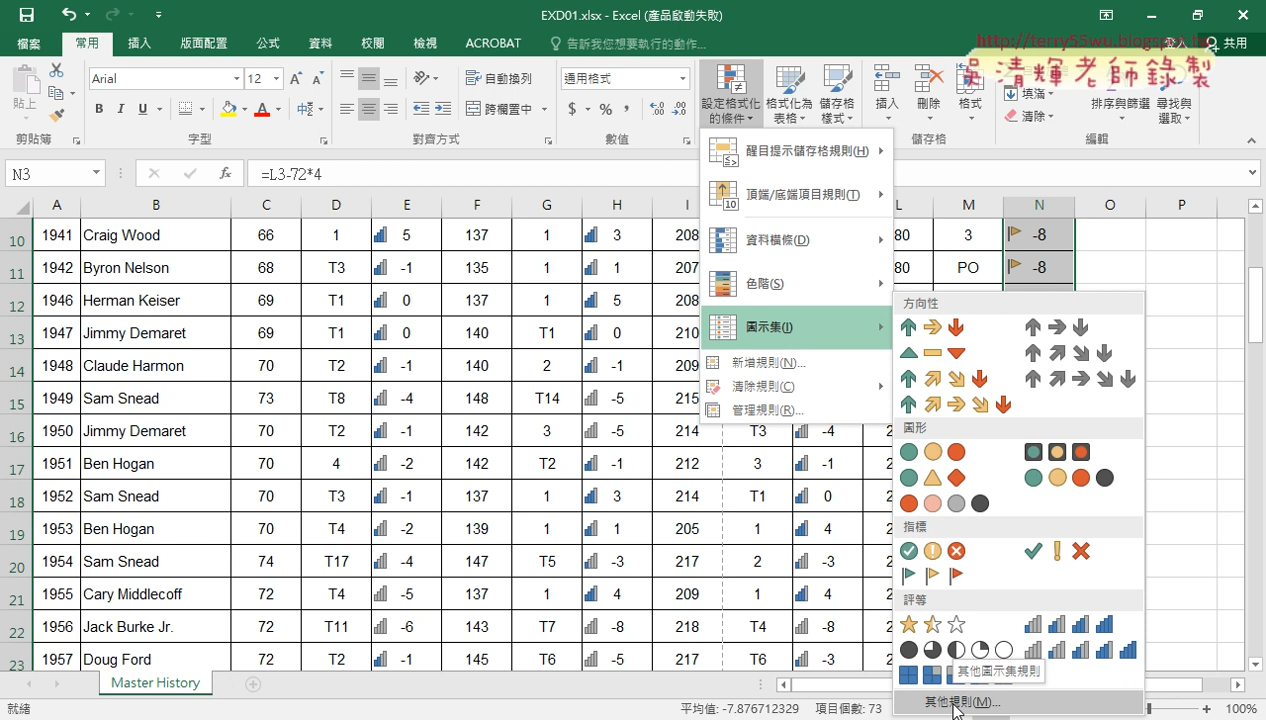 EXD01.xlsx - Excel (產品啟動失敗)
http://terry55wu.blogspot.tw
吳清輝老師錄製
檔案 常用 插入 版面配置 公式 資料 校閱 檢視 ACROBAT 告訴我您想要執行的動作... 登入 共用
貼上 Arial 12 自動換列 通用格式 設定格式化的條件 格式化為表格 儲存格樣式 插入 刪除 格式 填滿 清除 排序與篩選 尋找與選取
B I U 中 跨欄置中 $ % ,
剪貼簿 字型 對齊方式 數值 儲存格 編輯
N3 fx =L3-72*4
A B C D E F G H I L M N O P
10 1941 Craig Wood 66 1 5 137 1 3 208 80 3 -8
11 1942 Byron Nelson 68 T3 -1 135 1 1 207 80 PO -8
12 1946 Herman Keiser 69 T1 0 137 1 5 208
13 1947 Jimmy Demaret 69 T1 0 140 T1 0 210
14 1948 Claude Harmon 70 T2 -1 140 2 -1 209
15 1949 Sam Snead 73 T8 -4 148 T14 -5 215
16 1950 Jimmy Demaret 70 T2 -1 142 3 -5 214 T3 -4 2
17 1951 Ben Hogan 70 4 -2 142 T2 -1 212 3 -1 2
18 1952 Sam Snead 70 T3 -1 137 1 3 214 T1 0 2
19 1953 Ben Hogan 70 T4 -2 139 1 1 205 1 4 2
20 1954 Sam Snead 74 T17 -4 147 T5 -3 217 2 -3 2
21 1955 Cary Middlecoff 72 T4 -5 137 1 4 209 1 4 2
22 1956 Jack Burke Jr. 72 T11 -6 143 T7 -8 218 T4 -8 2
23 1957 Doug Ford 72 T2 -1 145 T6 -5 217 T6 -3 2
醒目提示儲存格規則(H)
頂端/底端項目規則(T)
資料橫條(D)
色階(S)
圖示集(I)
新增規則(N)...
清除規則(C)
管理規則(R)...
方向性
圖形
指標
評等
其他圖示集規則
其他規則(M)...
Master History
就緒 平均值: -7.876712329 項目個數: 73 100%